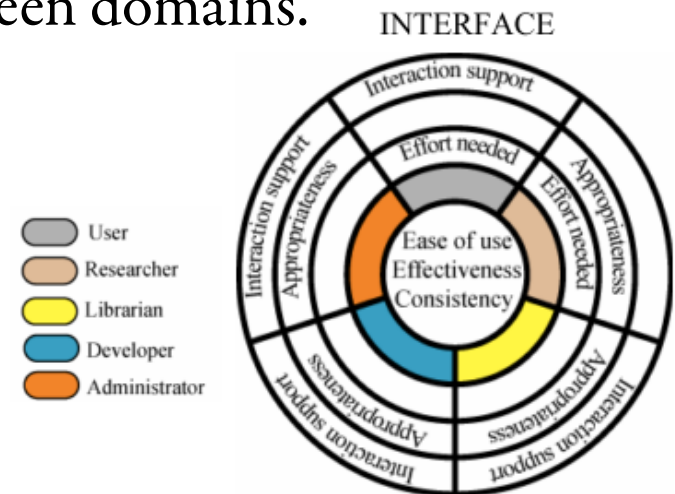 een domains.
INTERFACE
Interaction support
Effort needed
Interaction support
Appropriateness
Effort needed
Appropriateness
Ease of use
Effectiveness
Consistency
Appropriateness
Interaction support
Appropriateness
Interaction support
User
Researcher
Librarian
Developer
Administrator